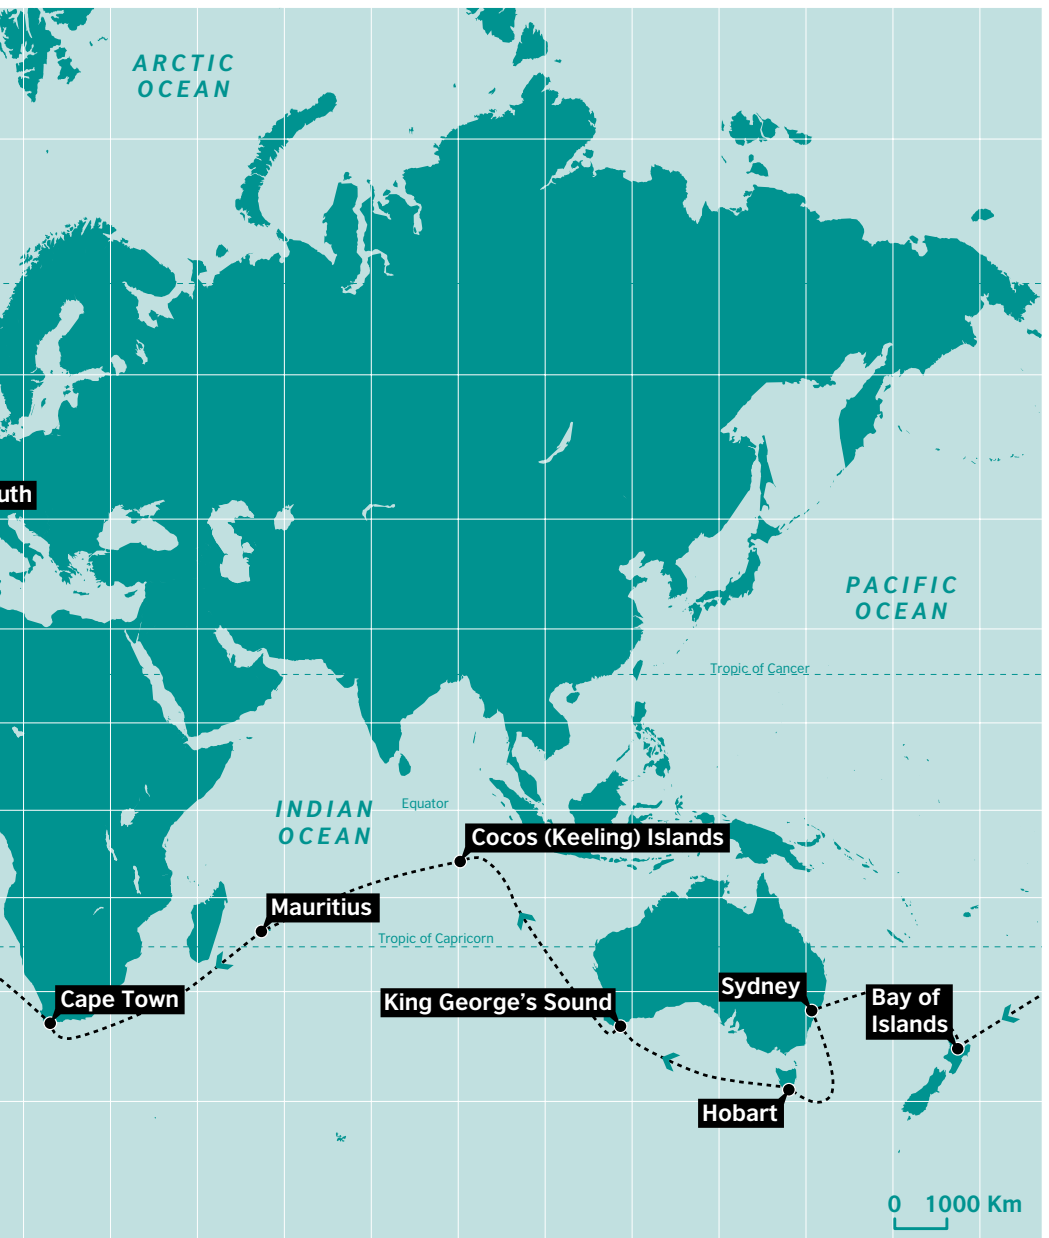 ARCTIC
OCEAN
uth
PACIFIC
OCEAN
Tropic of Cancer
INDIAN
OCEAN
Equator
Cocos (Keeling) Islands
Mauritius
Tropic of Capricorn
Cape Town
King George’s Sound
Sydney
Bay of
Islands
Hobart
0 1000 Km